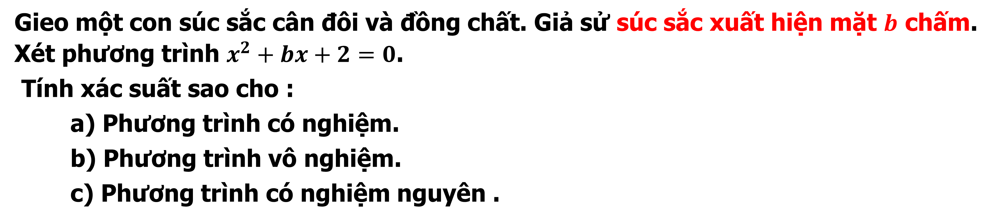 Gieo một con súc sắc cân đôi và đồng chất. Giả sử súc sắc xuất hiện mặt b chấm.
Xét phương trình x² + bx + 2 = 0.
Tính xác suất sao cho :
a) Phương trình có nghiệm.
b) Phương trình vô nghiệm.
c) Phương trình có nghiệm nguyên .